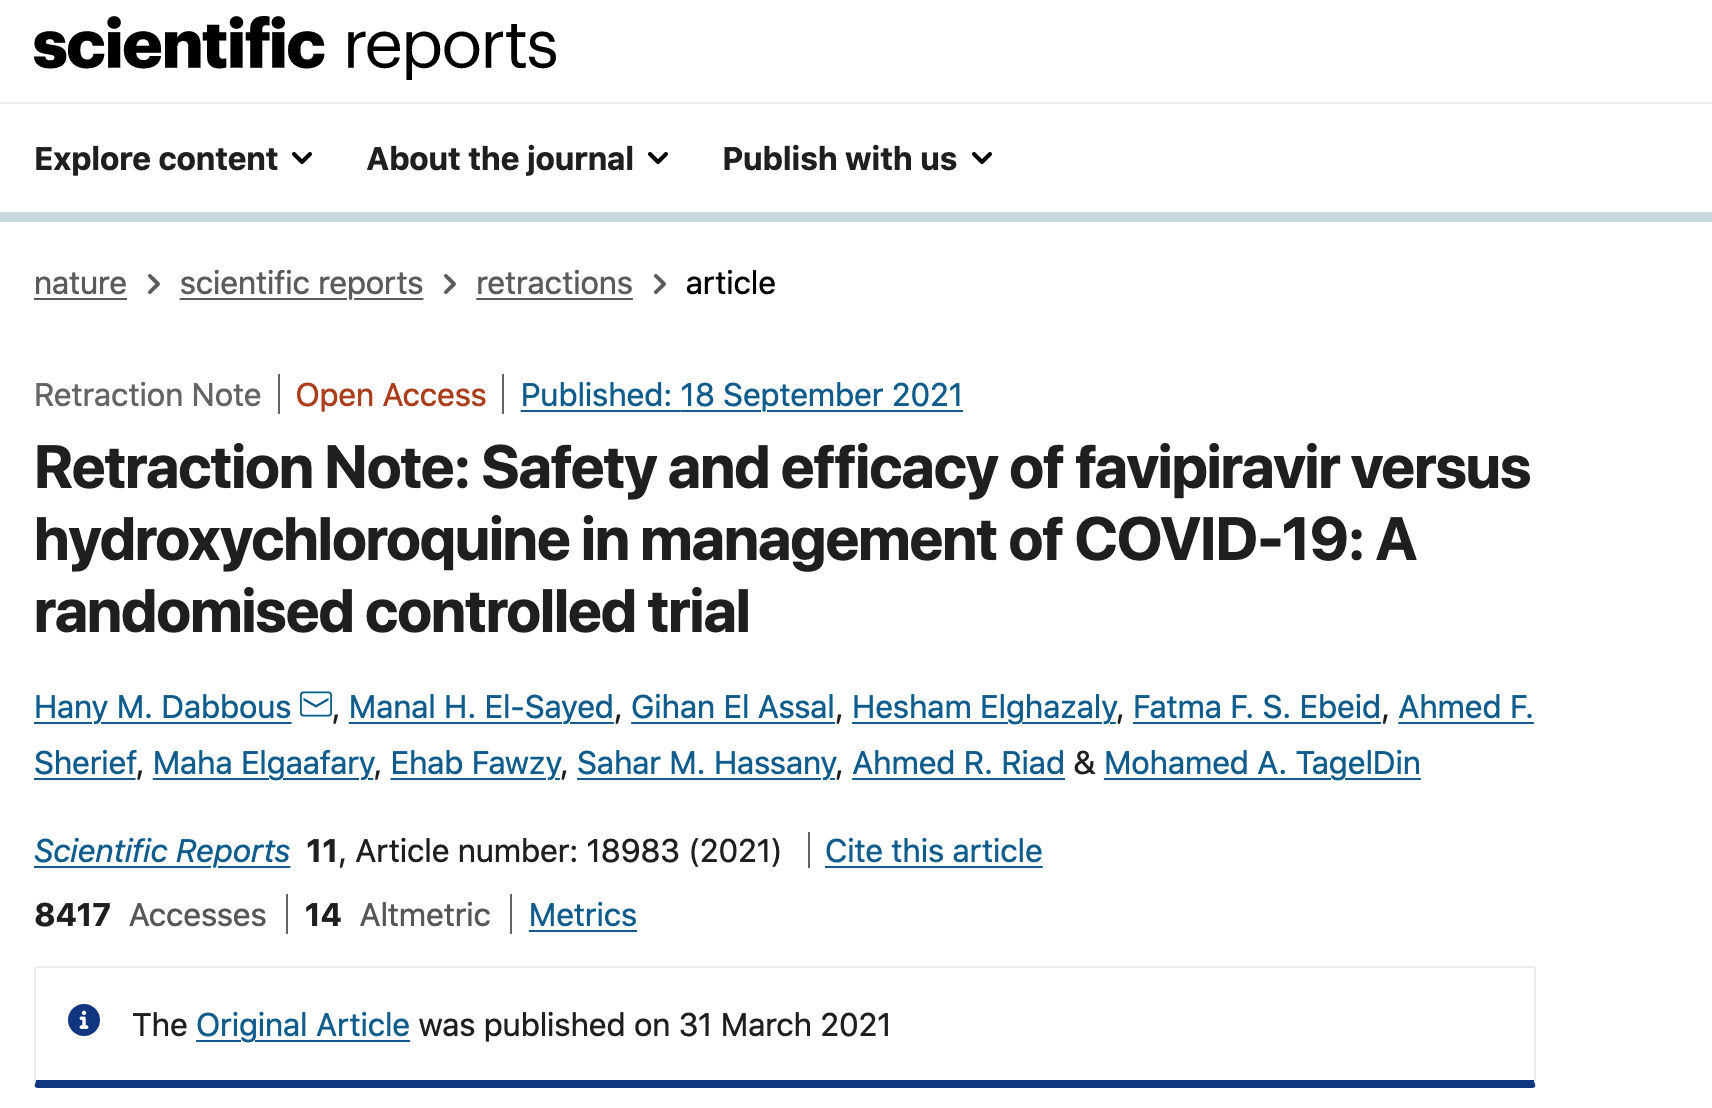 scientific reports
Explore content About the journal Publish with us
nature > scientific reports > retractions > article
Retraction Note | Open Access | Published: 18 September 2021
Retraction Note: Safety and efficacy of favipiravir versus
hydroxychloroquine in management of COVID-19: A
randomised controlled trial
Hany M. Dabbous, Manal H. El-Sayed, Gihan El Assal, Hesham Elghazaly, Fatma F. S. Ebeid, Ahmed F.
Sherief, Maha Elgaafary, Ehab Fawzy, Sahar M. Hassany, Ahmed R. Riad & Mohamed A. TagelDin
Scientific Reports 11, Article number: 18983 (2021) | Cite this article
8417 Accesses | 14 Altmetric | Metrics
The Original Article was published on 31 March 2021